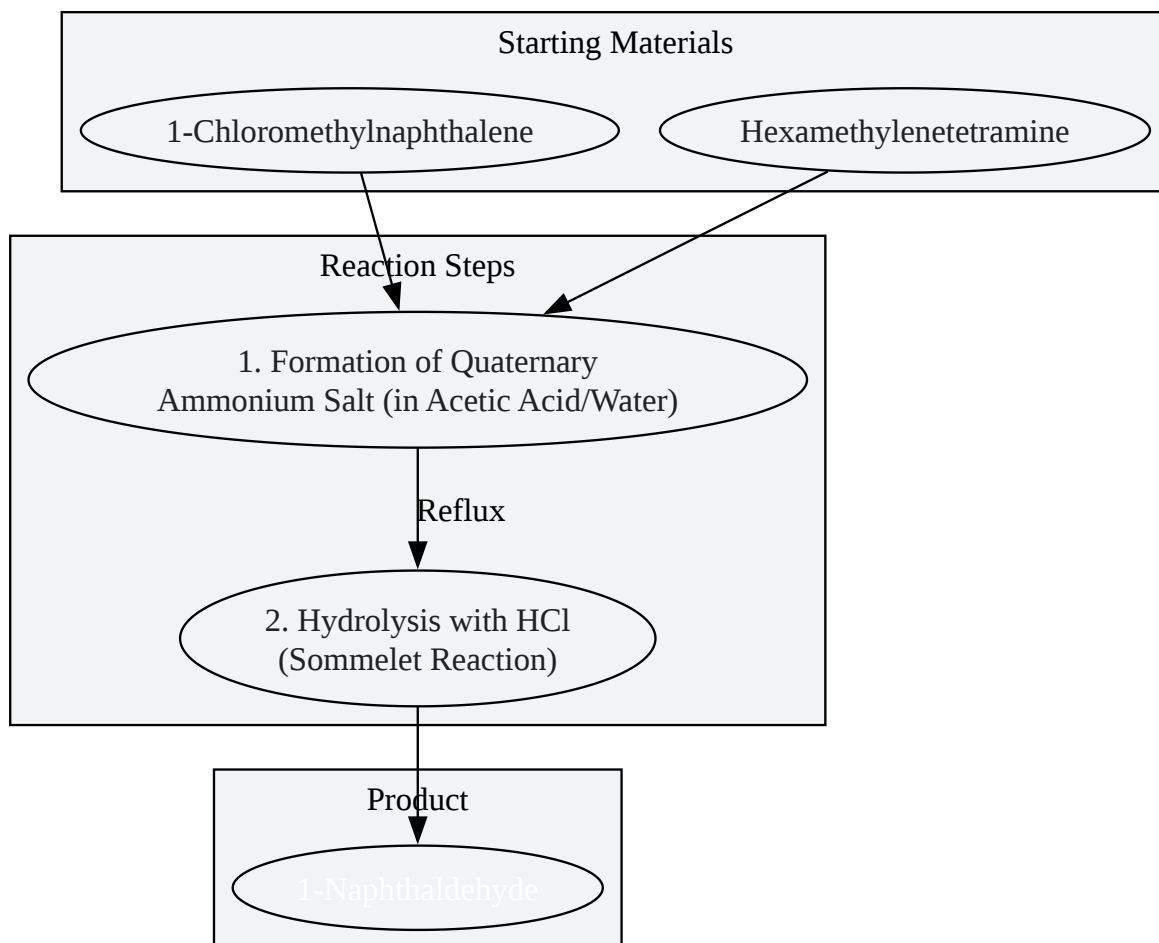 Starting Materials
1-Chloromethylnaphthalene
Hexamethylenetetramine
Reaction Steps
1. Formation of Quaternary
Ammonium Salt (in Acetic Acid/Water)
Reflux
2. Hydrolysis with HCl
(Sommelet Reaction)
Product
1-Naphthaldehyde